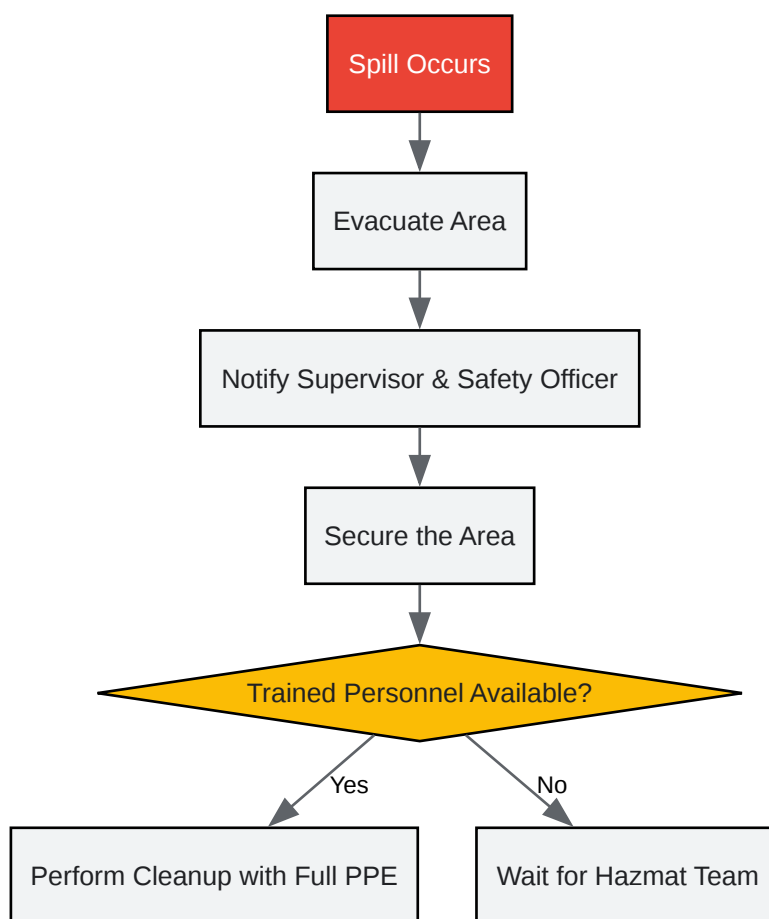 Spill Occurs
Evacuate Area
Notify Supervisor & Safety Officer
Secure the Area
Trained Personnel Available?
Yes
No
Perform Cleanup with Full PPE
Wait for Hazmat Team